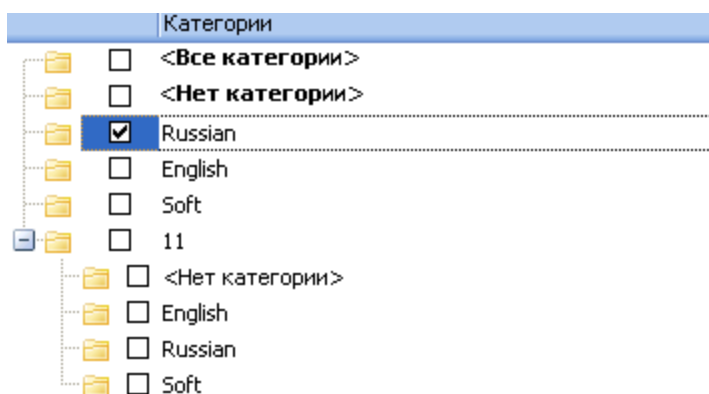 Категории
<Все категории>
<Нет категории>
Russian
English
Soft
11
<Нет категории>
English
Russian
Soft